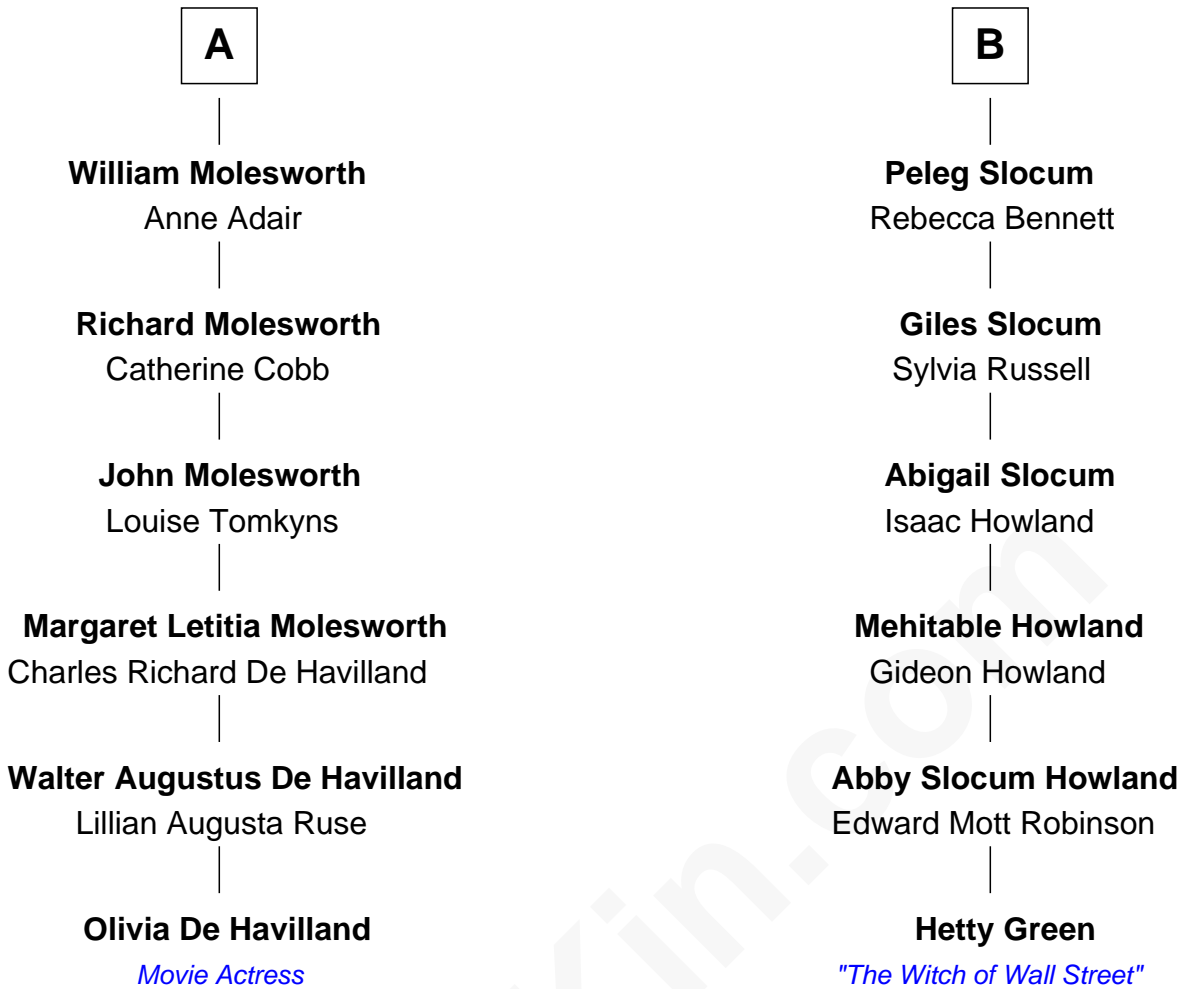 A
William Molesworth
Anne Adair
Richard Molesworth
Catherine Cobb
John Molesworth
Louise Tomkyns
Margaret Letitia Molesworth
Charles Richard De Havilland
Walter Augustus De Havilland
Lillian Augusta Ruse
Olivia De Havilland
Movie Actress
B
Peleg Slocum
Rebecca Bennett
Giles Slocum
Sylvia Russell
Abigail Slocum
Isaac Howland
Mehitable Howland
Gideon Howland
Abby Slocum Howland
Edward Mott Robinson
Hetty Green
"The Witch of Wall Street"
Kin.com